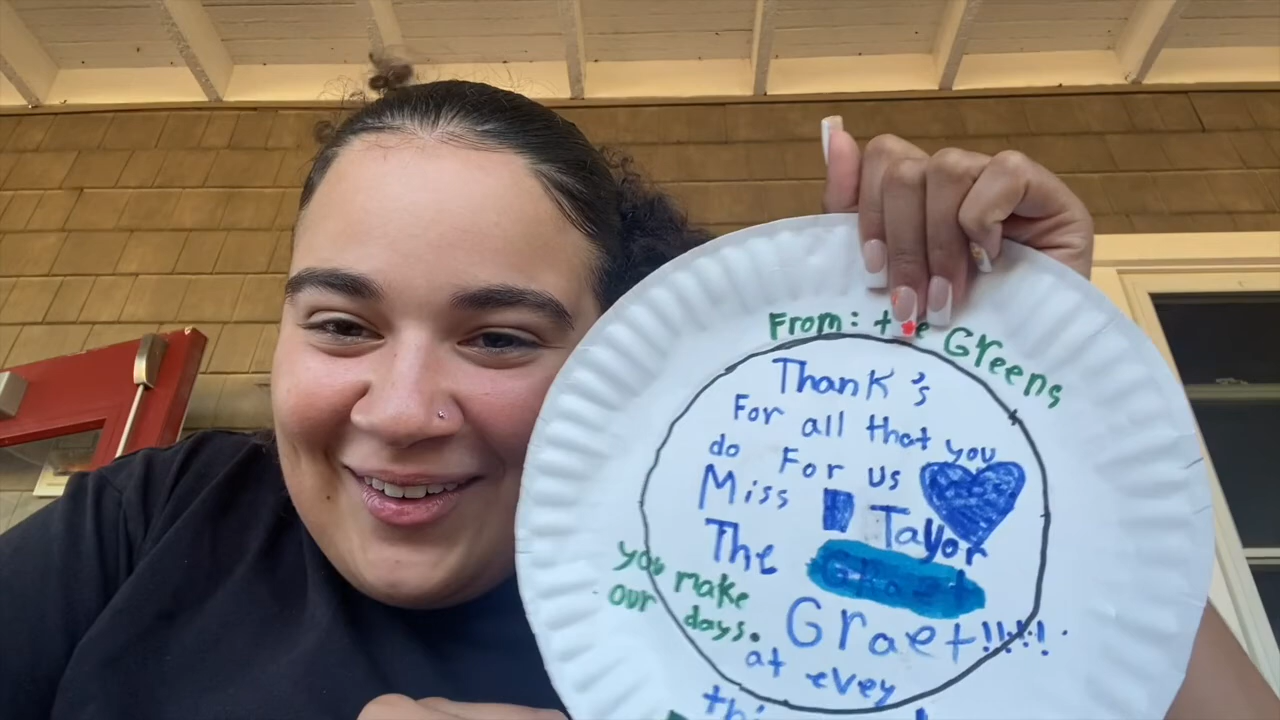 From: the Greens
Thank's
For all that you
do For us
Miss Taylor
The
Graet!!!!!
at evey
you make
our days.